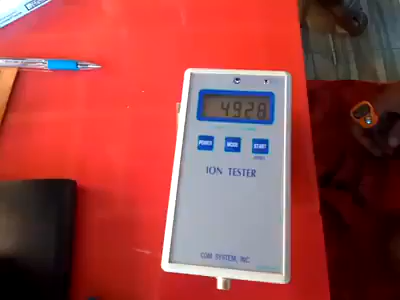 4928
POWER MODE START
ION TESTER
COM SYSTEM, INC